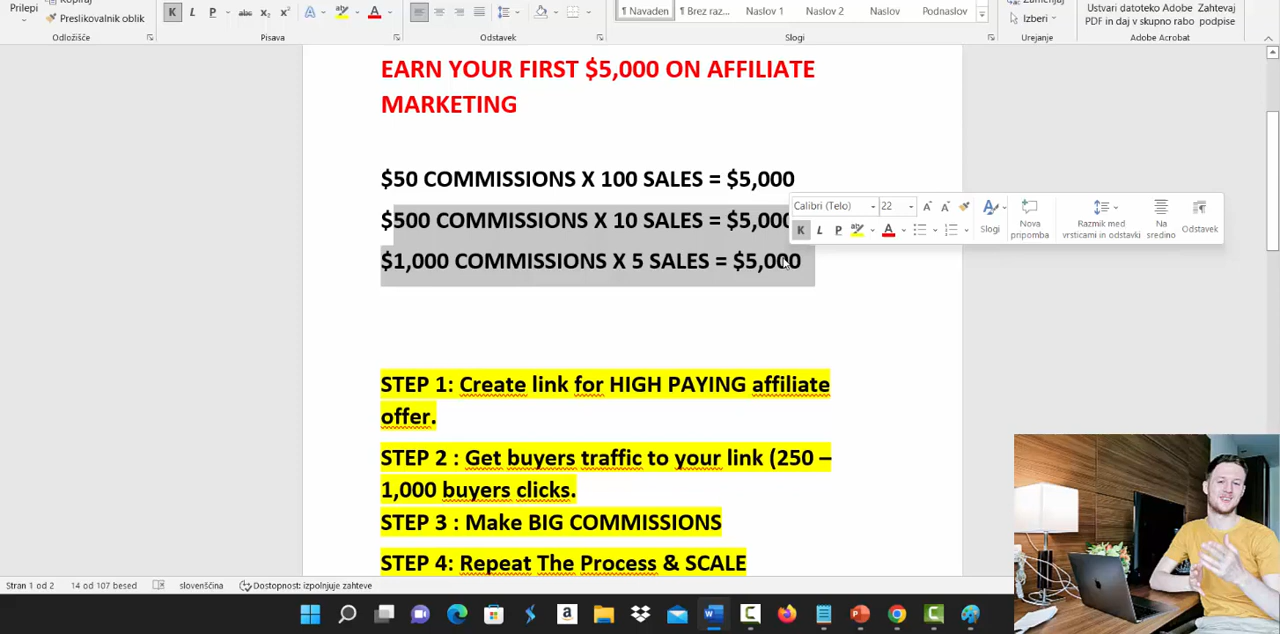 Prilepi
Kopiraj
Preslikovalnik oblik
Odložišče
K L P abc x₂ x² A A
Pisava
Odstavek
¶ Navaden ¶ Brez raz... Naslov 1 Naslov 2 Naslov Podnaslov
Slogi
Zamenjaj
Izberi
Urejanje
Ustvari datoteko Adobe
PDF in daj v skupno rabo
Zahtevaj
podpise
Adobe Acrobat
EARN YOUR FIRST $5,000 ON AFFILIATE
MARKETING
$50 COMMISSIONS X 100 SALES = $5,000
$500 COMMISSIONS X 10 SALES = $5,000
$1,000 COMMISSIONS X 5 SALES = $5,000
Calibri (Telo) 22 A A
K L P A
Slogi
Nova
pripomba
Razmik med
vrsticami in odstavki
Na
sredino
Odstavek
STEP 1: Create link for HIGH PAYING affiliate
offer.
STEP 2 : Get buyers traffic to your link (250 –
1,000 buyers clicks.
STEP 3 : Make BIG COMMISSIONS
STEP 4: Repeat The Process & SCALE
Stran 1 od 2 14 od 107 besed slovenščina Dostopnost: izpolnjuje zahteve